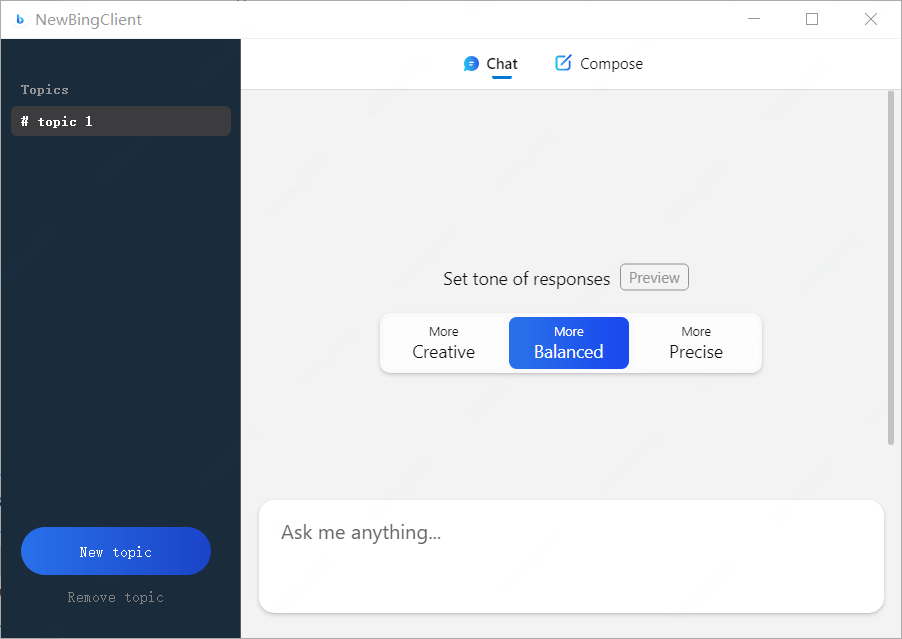 NewBingClient
Topics
# topic 1
New topic
Remove topic
Chat
Compose
Set tone of responses
Preview
More
Creative
More
Balanced
More
Precise
Ask me anything...